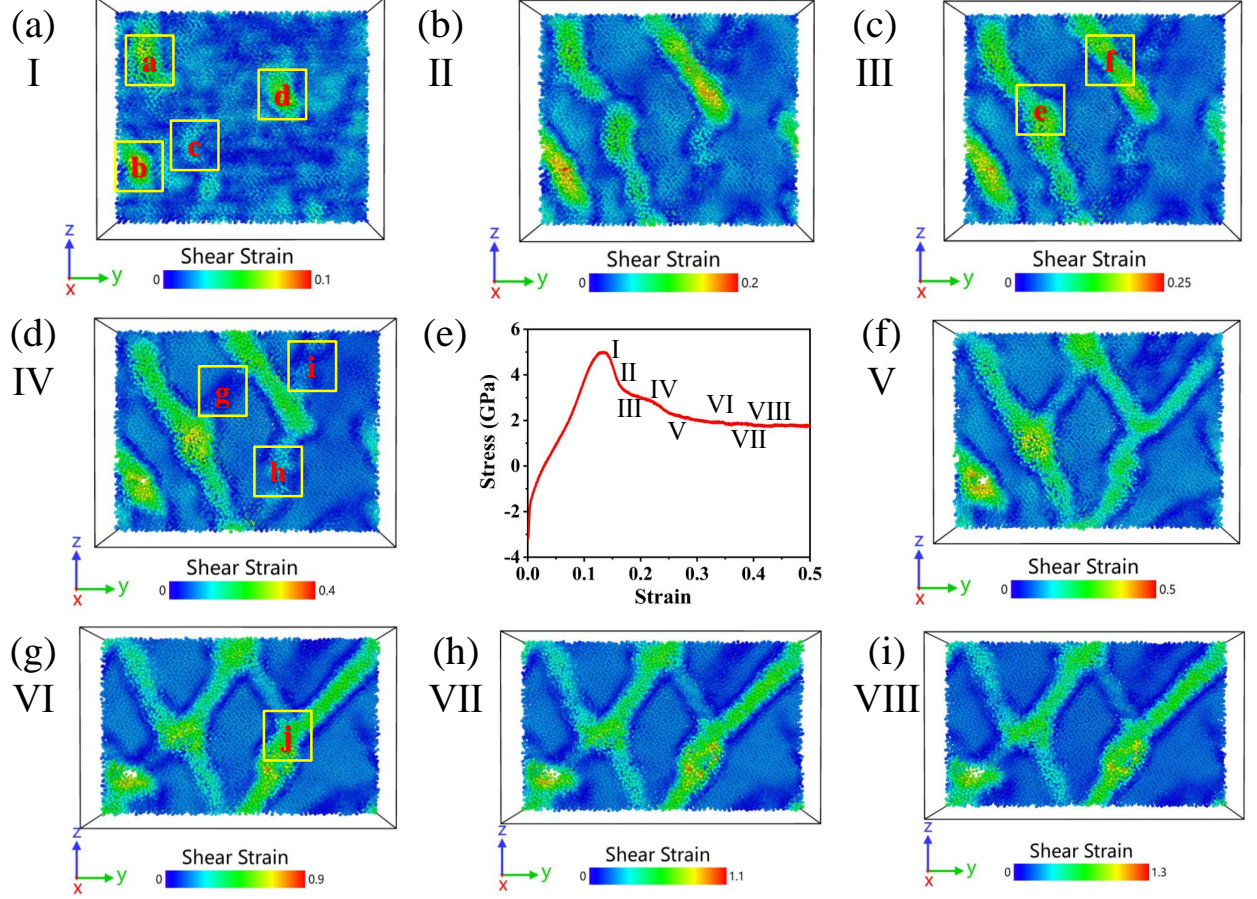 (a)
I
a
d
c
b
z
y
x
Shear Strain
0
0.1
(b)
II
z
y
x
Shear Strain
0
0.2
(c)
III
f
e
z
y
x
Shear Strain
0
0.25
(d)
IV
i
g
h
z
y
x
Shear Strain
0
0.4
(e)
Stress (GPa)
6
4
2
0
-2
-4
I
II
III
IV
V
VI
VII
VIII
0.0 0.1 0.2 0.3 0.4 0.5
Strain
(f)
V
z
y
x
Shear Strain
0
0.5
(g)
VI
j
z
y
x
Shear Strain
0
0.9
(h)
VII
z
y
x
Shear Strain
0
1.1
(i)
VIII
z
y
x
Shear Strain
0
1.3